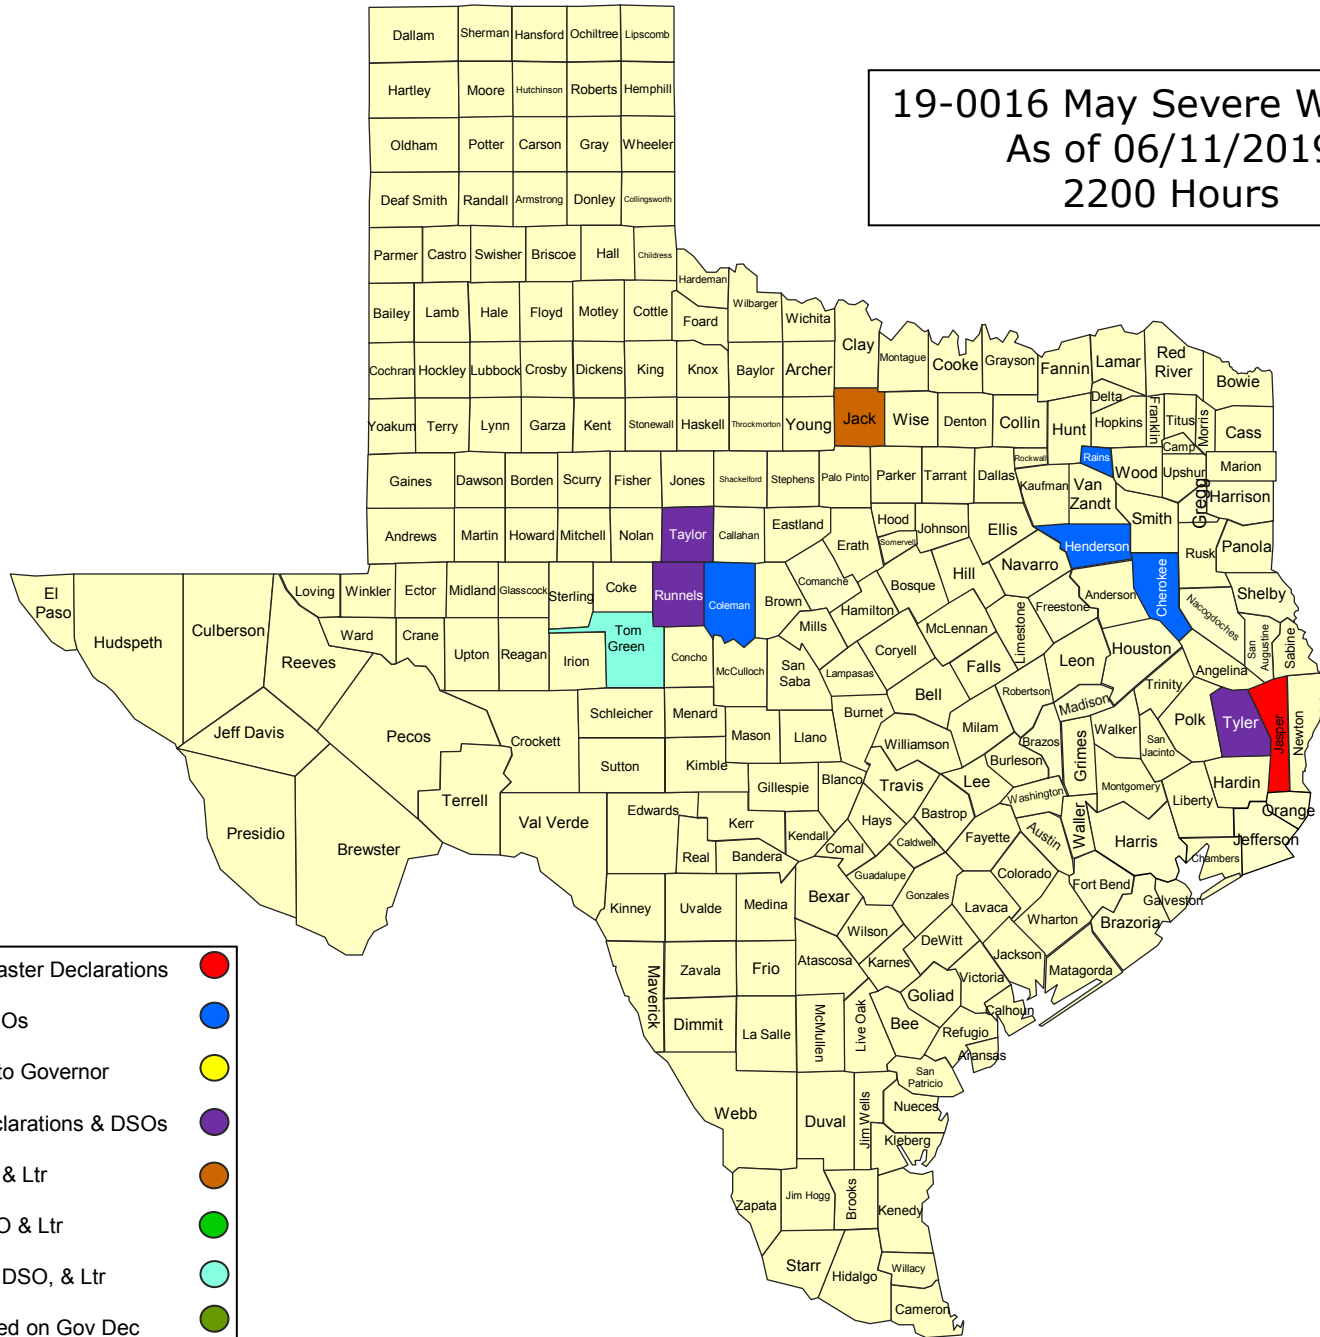 Dallam Sherman Hansford Ochiltree Lipscomb
Hartley Moore Hutchinson Roberts Hemphill
19-0016 May Severe W
As of 06/11/2019
2200 Hours
Oldham Potter Carson Gray Wheeler
Deaf Smith Randall Armstrong Donley Collingsworth
Parmer Castro Swisher Briscoe Hall Childress
Hardeman
Wilbarger
Bailey Lamb Hale Floyd Motley Cottle Foard Wichita
Clay Montague Cooke Grayson Fannin Lamar Red
River Bowie
Cochran Hockley Lubbock Crosby Dickens King Knox Baylor Archer
Delta
Yoakum Terry Lynn Garza Kent Stonewall Haskell Throckmorton Young Jack Wise Denton Collin Hunt Hopkins Franklin Titus Morris Cass
Camp
Rockwall Rains
Gaines Dawson Borden Scurry Fisher Jones Shackelford Stephens Palo Pinto Parker Tarrant Dallas Kaufman Van
Zandt Wood Upshur Marion
Gregg Harrison
Andrews Martin Howard Mitchell Nolan Taylor Callahan Eastland Erath Hood Somervell Johnson Ellis Henderson Smith Rusk Panola
Navarro Cherokee
El
Paso Hudspeth Culberson Loving Winkler Ector Midland Glasscock Sterling Coke Runnels Coleman Brown Comanche Hamilton Bosque Hill Freestone Anderson Nacogdoches Shelby
Reeves Ward Crane Upton Reagan Irion Tom
Green Concho McCulloch San
Saba Mills Lampasas Coryell McLennan Limestone Falls Leon Houston Angelina San
Augustine Sabine
Jeff Davis Pecos Crockett Schleicher Menard Mason Llano Burnet Bell Milam Robertson Madison Trinity Polk Tyler Jasper Newton
Sutton Kimble Gillespie Blanco Williamson Travis Lee Burleson Brazos Grimes Walker San
Jacinto
Presidio Brewster Terrell Val Verde Edwards Kerr Kendall Hays Bastrop Washington Montgomery Liberty Hardin Orange
Real Bandera Comal Caldwell Fayette Austin Waller Harris Chambers Jefferson
Kinney Uvalde Medina Bexar Guadalupe Gonzales Lavaca Colorado Fort Bend Galveston
Wilson DeWitt Wharton Brazoria
Maverick Zavala Frio Atascosa Karnes Goliad Victoria Jackson Matagorda
Dimmit La Salle McMullen Live Oak Bee Refugio Calhoun
Aransas
San
Patricio
Webb Duval Jim Wells Nueces
Kleberg
Zapata Jim Hogg Brooks Kenedy
Starr Hidalgo Willacy
Cameron
aster Declarations
Os
to Governor
clarations & DSOs
& Ltr
O & Ltr
DSO, & Ltr
ed on Gov Dec